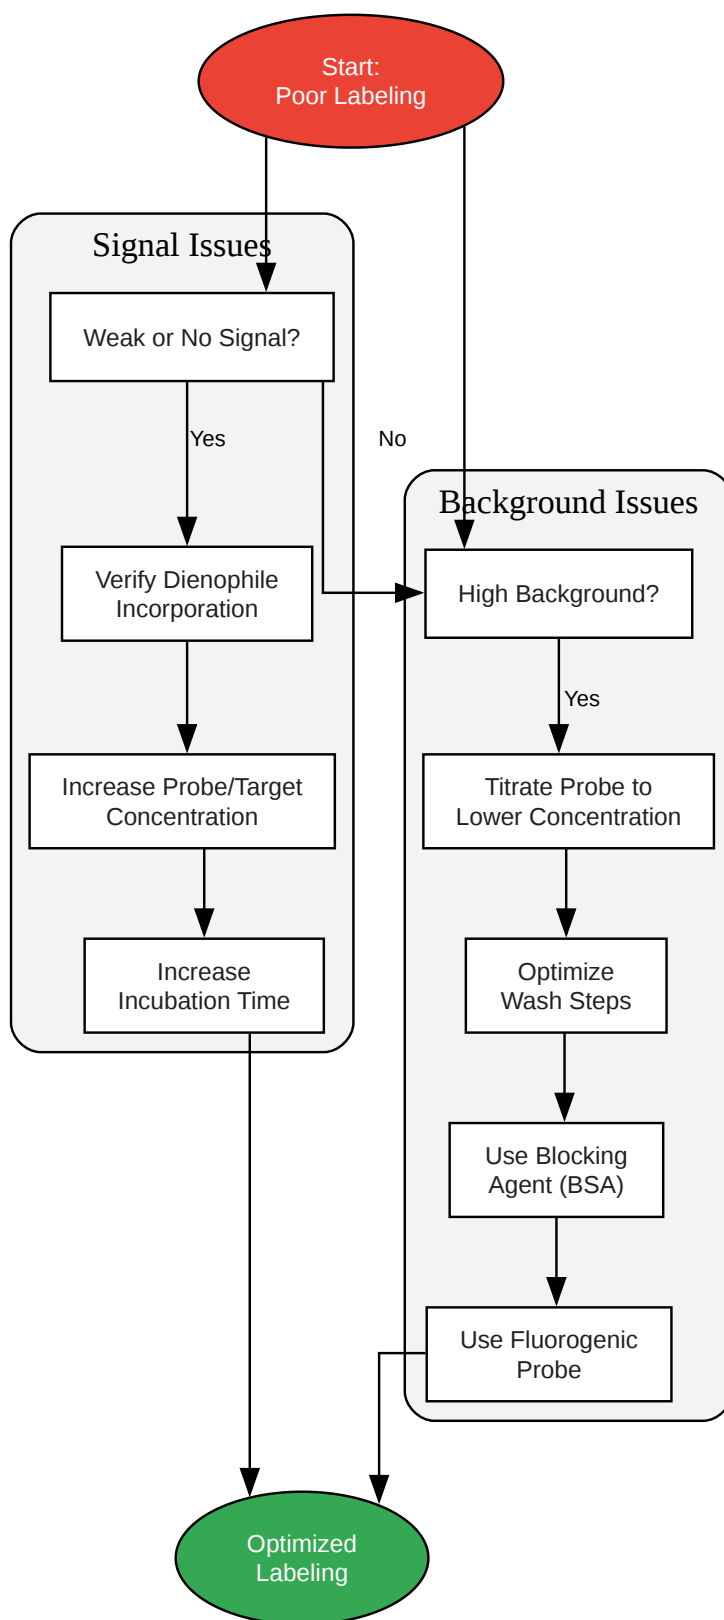 Start:
Poor Labeling
Signal Issues
Weak or No Signal?
Yes
No
Background Issues
Verify Dienophile
Incorporation
High Background?
Yes
Increase Probe/Target
Concentration
Titrate Probe to
Lower Concentration
Increase
Incubation Time
Optimize
Wash Steps
Use Blocking
Agent (BSA)
Use Fluorogenic
Probe
Optimized
Labeling